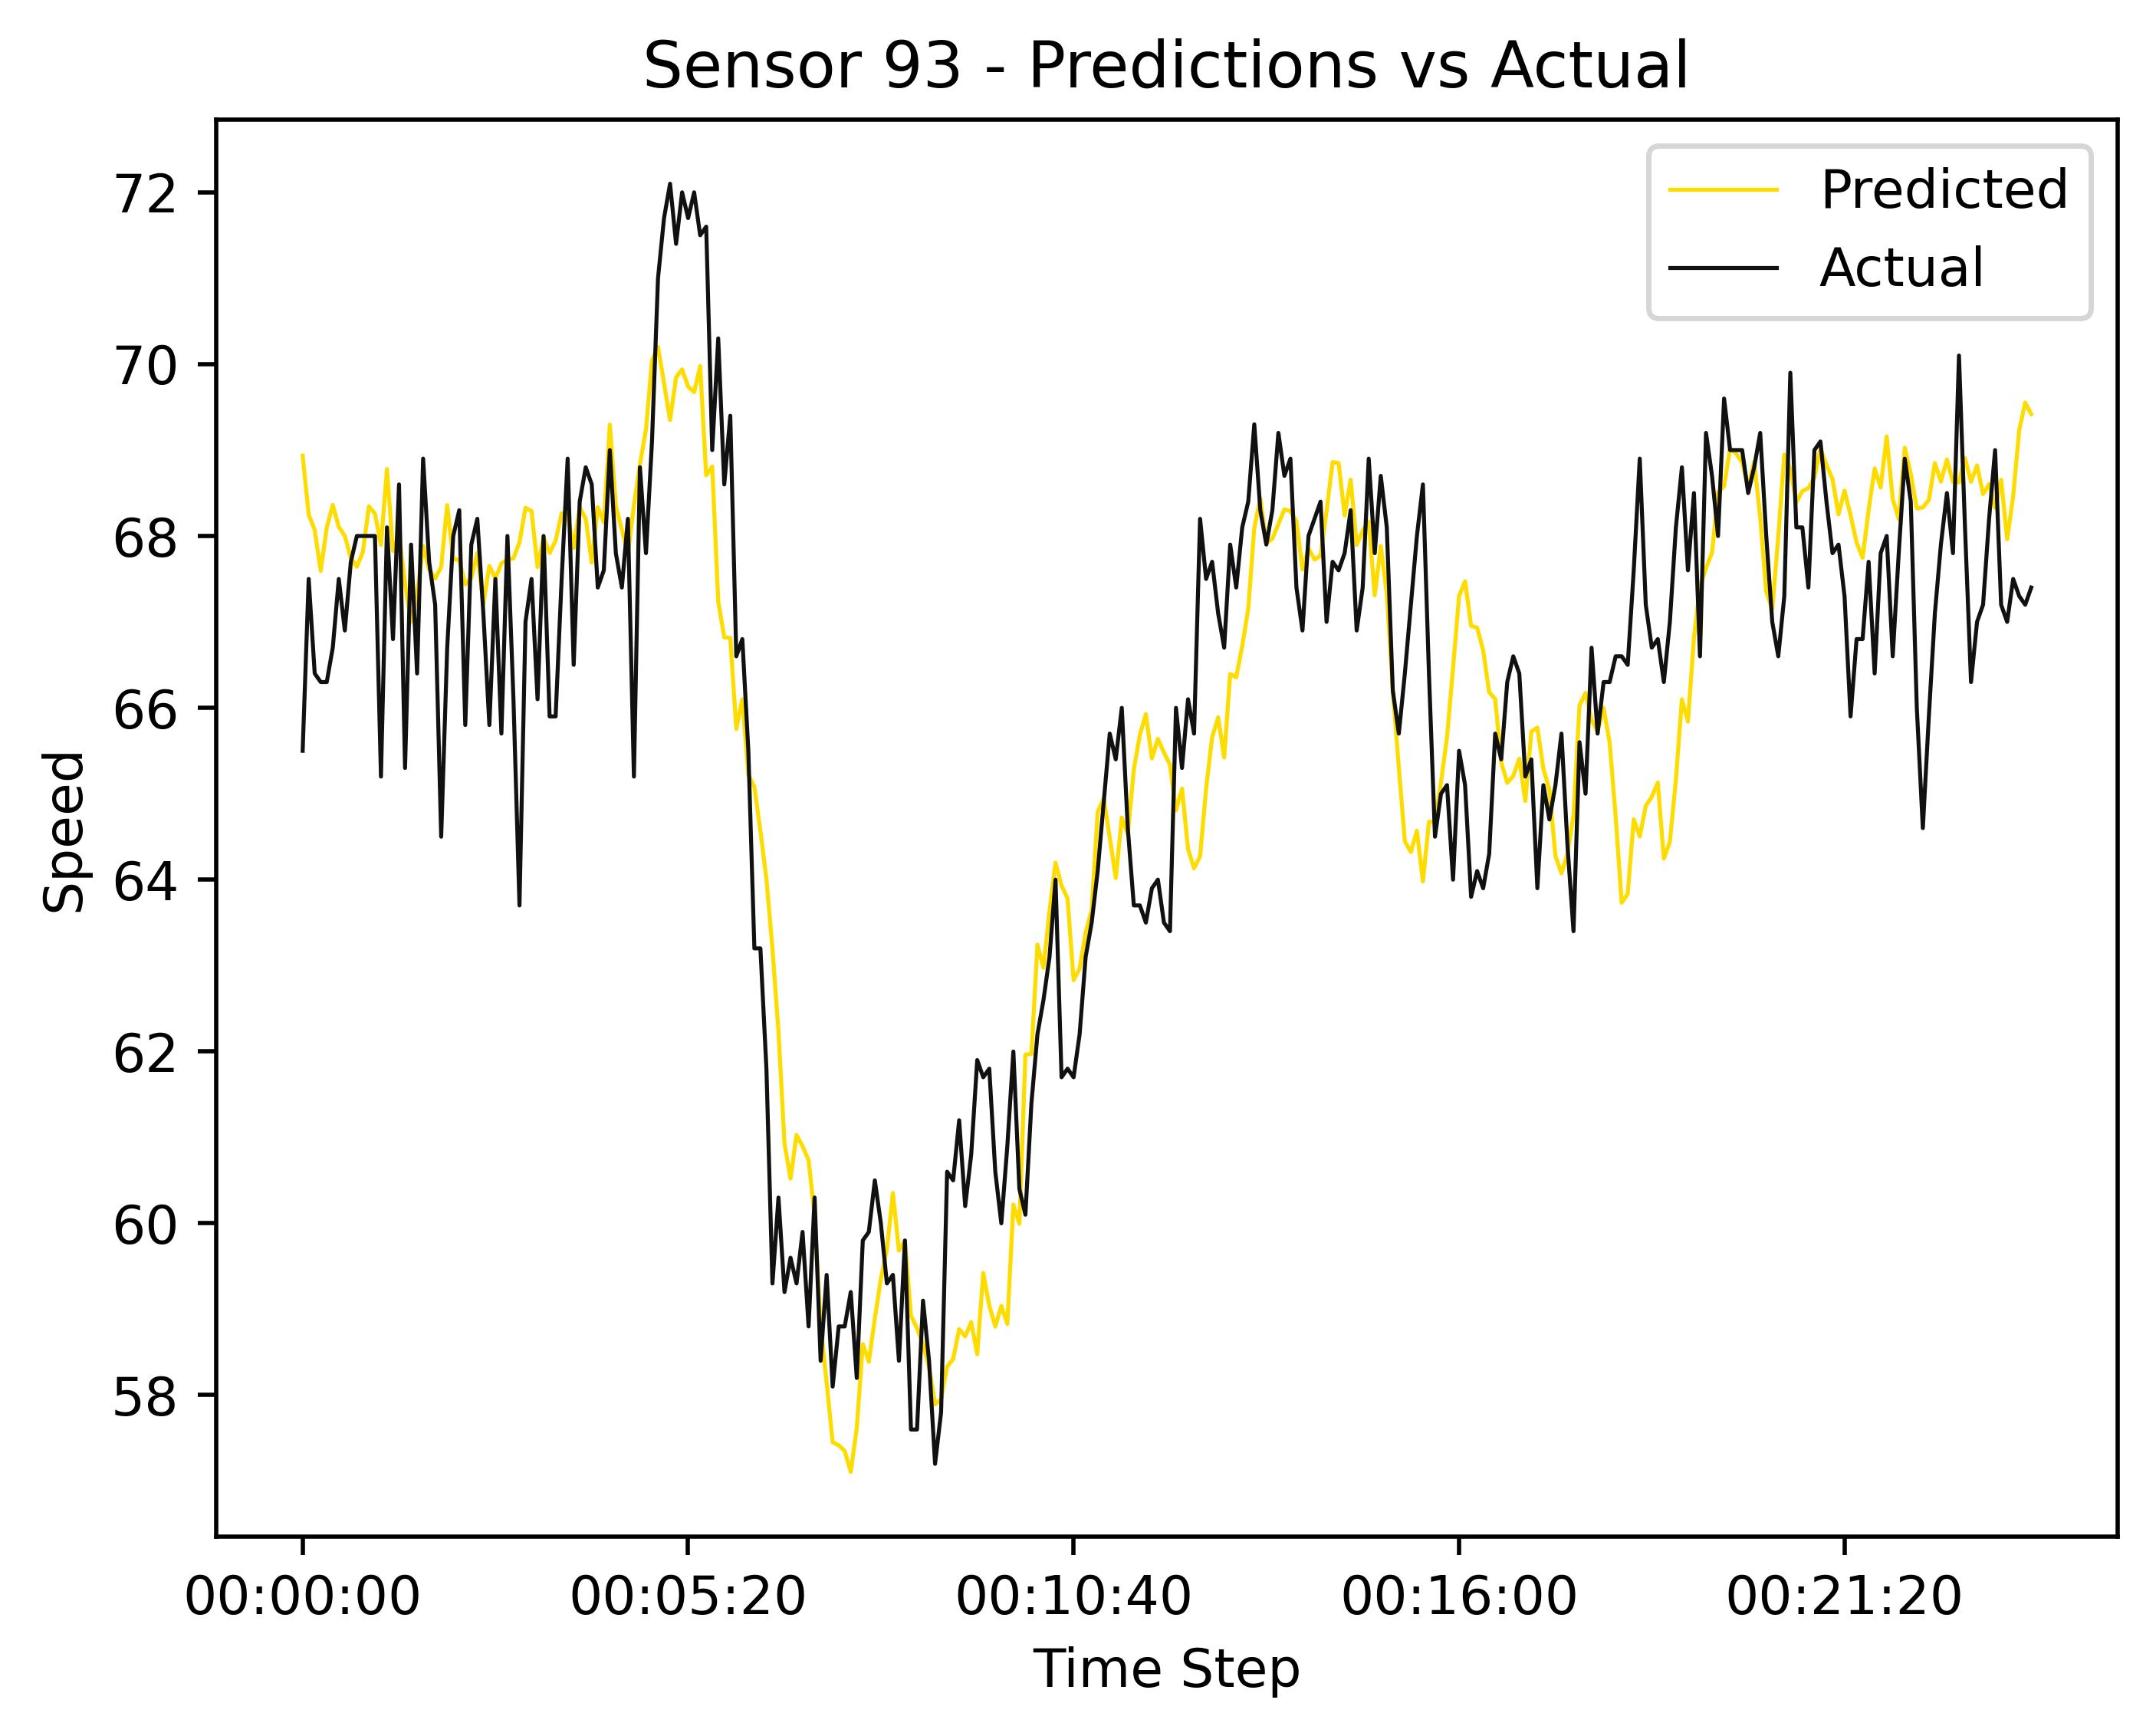 Sensor 93 - Predictions vs Actual
Predicted
Actual
72
70
68
66
64
62
60
58
Speed
00:00:00 00:05:20 00:10:40 00:16:00 00:21:20
Time Step